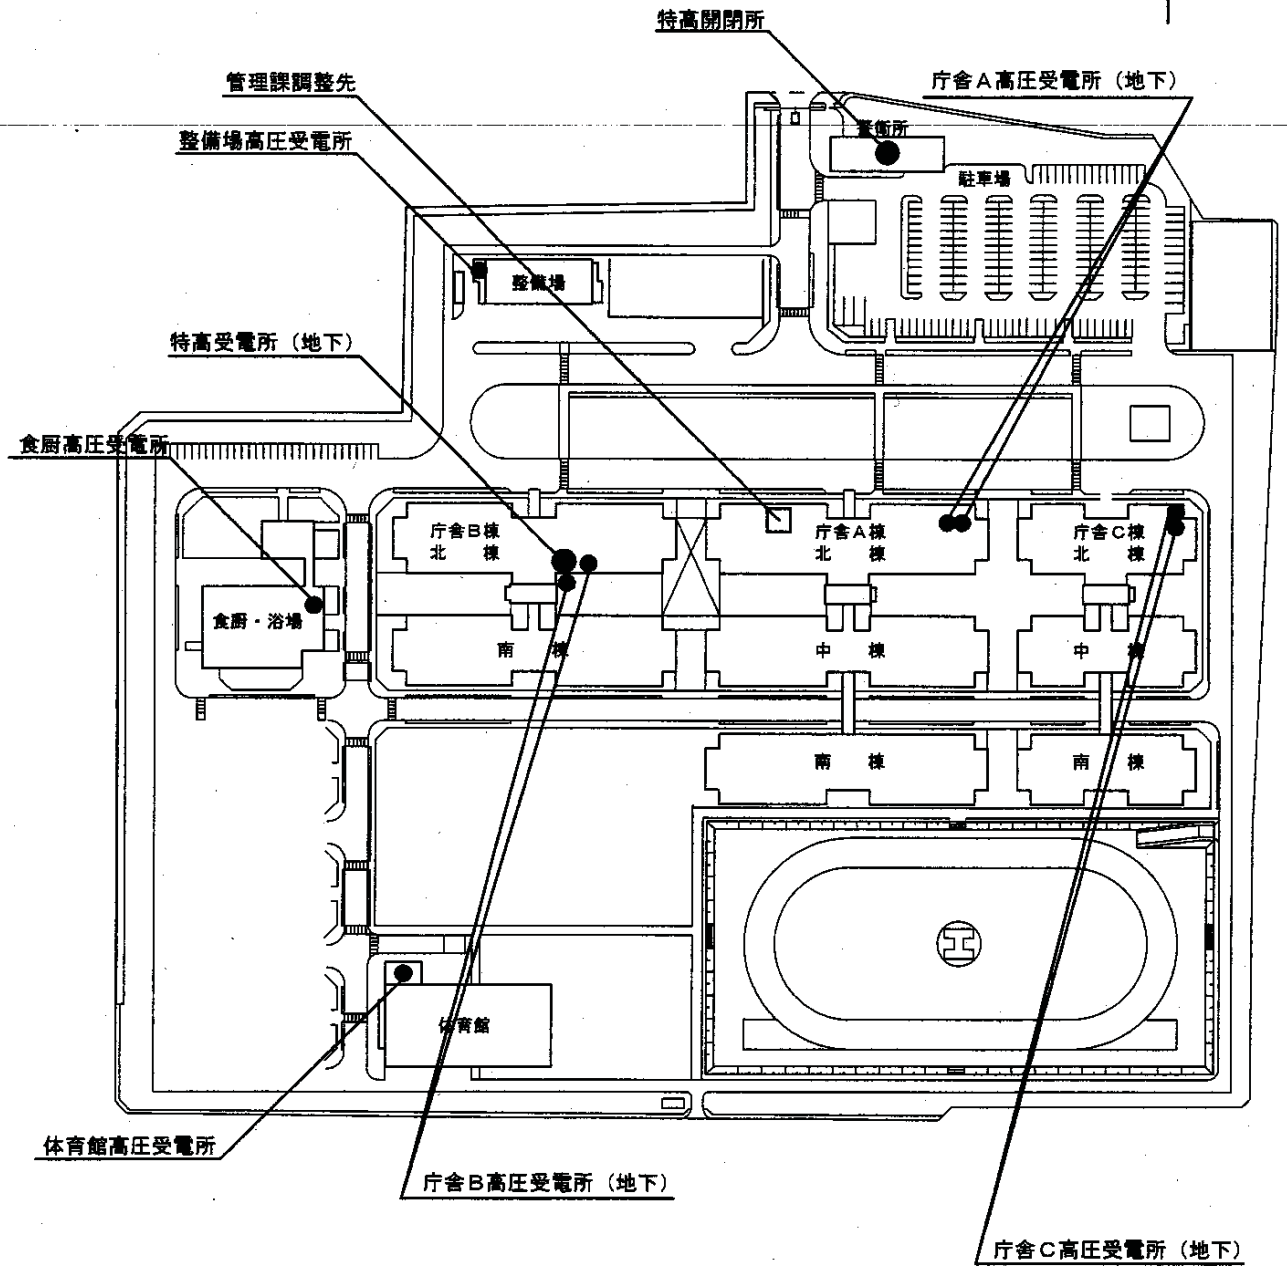 特高開閉所
管理課調整先
庁舎A高圧受電所（地下）
整備場高圧受電所
警衛所
駐車場
整備場
特高受電所（地下）
食厨高圧受電所
庁舎B棟
北　棟
庁舎A棟
北　棟
庁舎C棟
北　棟
食厨・浴場
南　棟
中　棟
中　棟
南　棟
南　棟
H
体育館
体育館高圧受電所
庁舎B高圧受電所（地下）
庁舎C高圧受電所（地下）